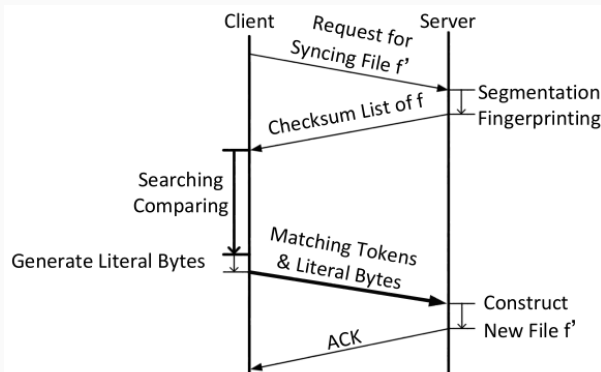 Client
Server
Request for
Syncing File f’
Segmentation
Fingerprinting
Checksum List of f
Searching
Comparing
Generate Literal Bytes
Matching Tokens
& Literal Bytes
Construct
New File f’
ACK